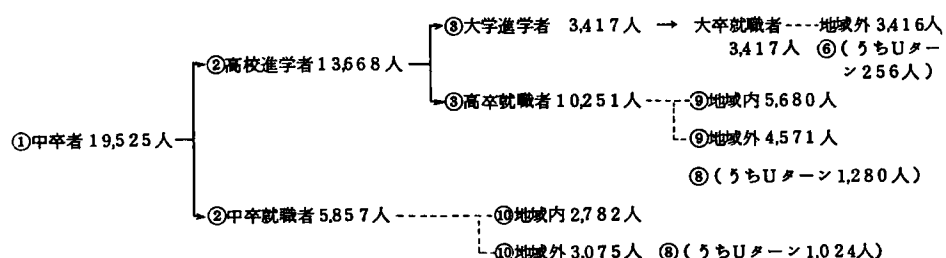 ③大学進学者 3,417人 → 大卒就職者----地域外 3,416人
3,417人 ⑥(うちUター
ン256人)
②高校進学者13,668人
③高卒就職者10,251人 ⑨地域内5,680人
①中卒者19,525人 ⑨地域外4,571人
⑧(うちUターン1,280人)
②中卒就職者5,857人 ⑩地域内2,782人
⑩地域外3,075人 ⑧(うちUターン1,024人)